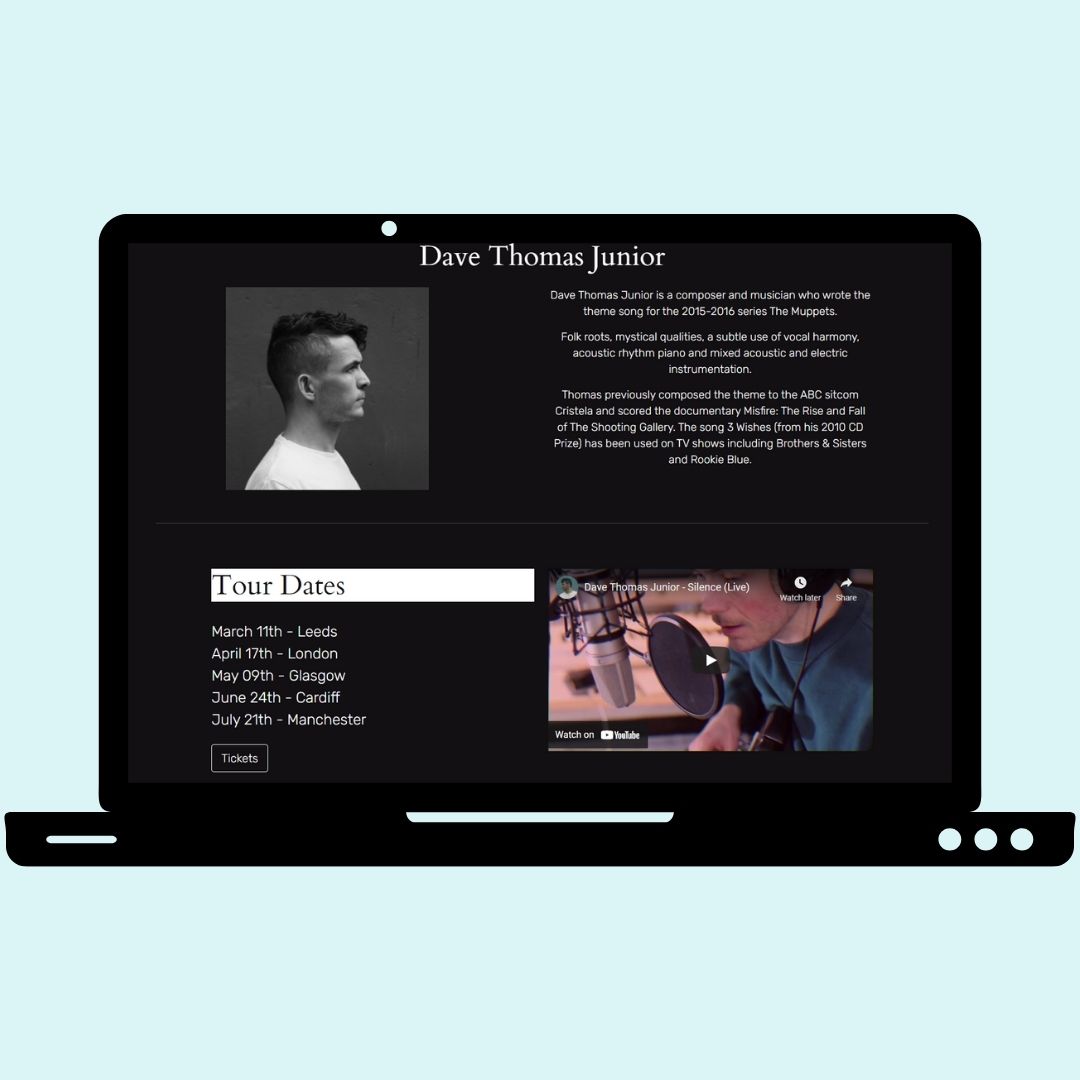 Dave Thomas Junior
Dave Thomas Junior is a composer and musician who wrote the
theme song for the 2015-2016 series The Muppets.
Folk roots, mystical qualities, a subtle use of vocal harmony,
acoustic rhythm piano and mixed acoustic and electric
instrumentation.
Thomas previously composed the theme to the ABC sitcom
Cristela and scored the documentary Misfire: The Rise and Fall
of The Shooting Gallery. The song 3 Wishes (from his 2010 CD
Prize) has been used on TV shows including Brothers & Sisters
and Rookie Blue.
Tour Dates
March 11th - Leeds
April 17th - London
May 09th - Glasgow
June 24th - Cardiff
July 21th - Manchester
Tickets
Dave Thomas Junior - Silence (Live)
Watch later
Share
Watch on YouTube